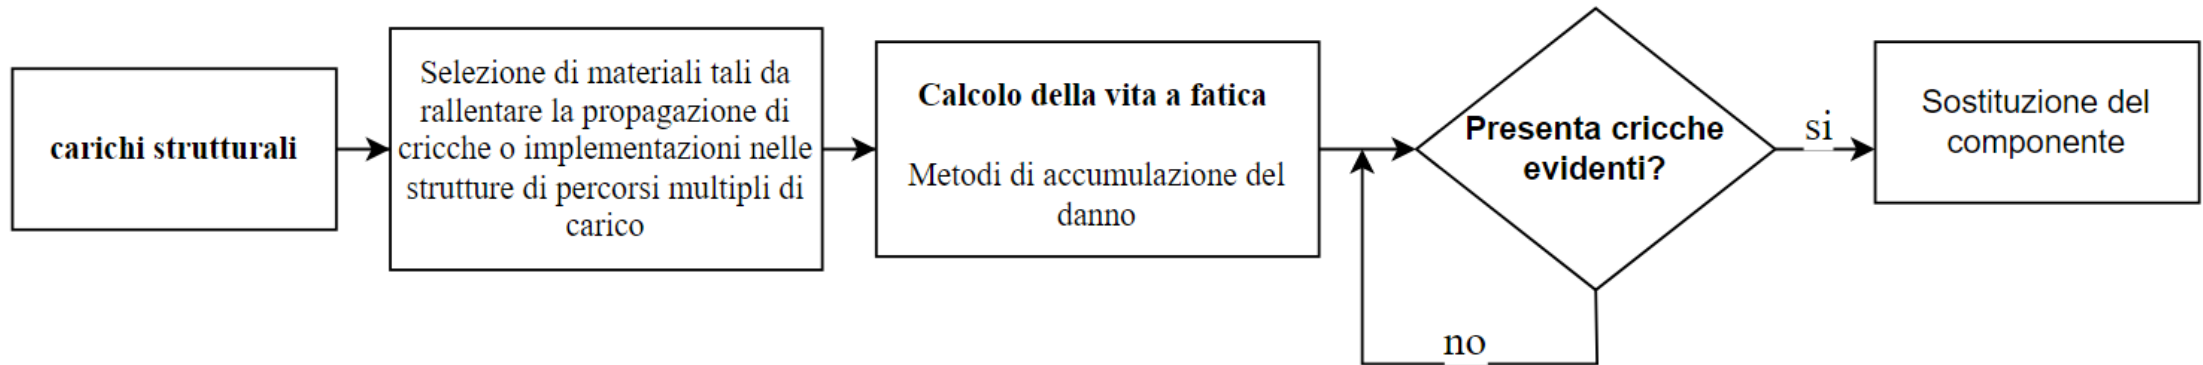 carichi strutturali
Selezione di materiali tali da
rallentare la propagazione di
cricche o implementazioni nelle
strutture di percorsi multipli di
carico
Calcolo della vita a fatica
Metodi di accumulazione del
danno
Presenta cricche
evidenti?
si
no
Sostituzione del
componente